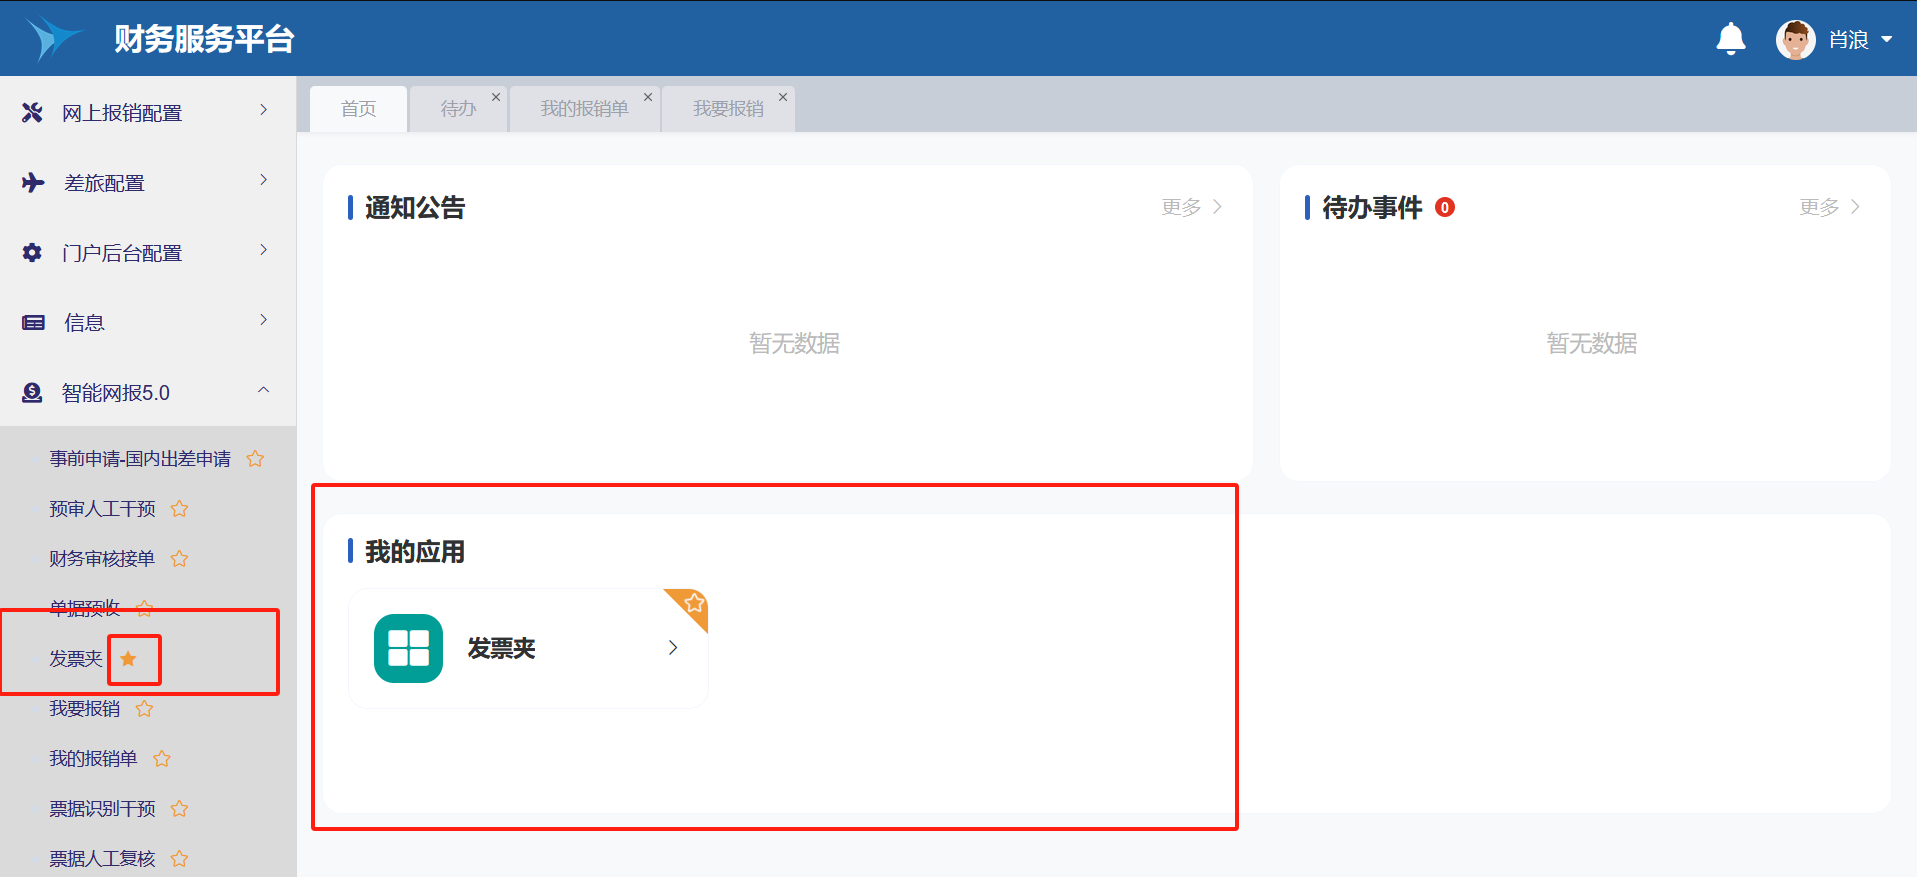 财务服务平台
肖浪
网上报销配置
差旅配置
门户后台配置
信息
智能网报5.0
事前申请-国内出差申请
预审人工干预
财务审核接单
单据预收
发票夹
我要报销
我的报销单
票据识别干预
票据人工复核
首页
待办
我的报销单
我要报销
通知公告
更多
暂无数据
待办事件 0
更多
暂无数据
我的应用
发票夹